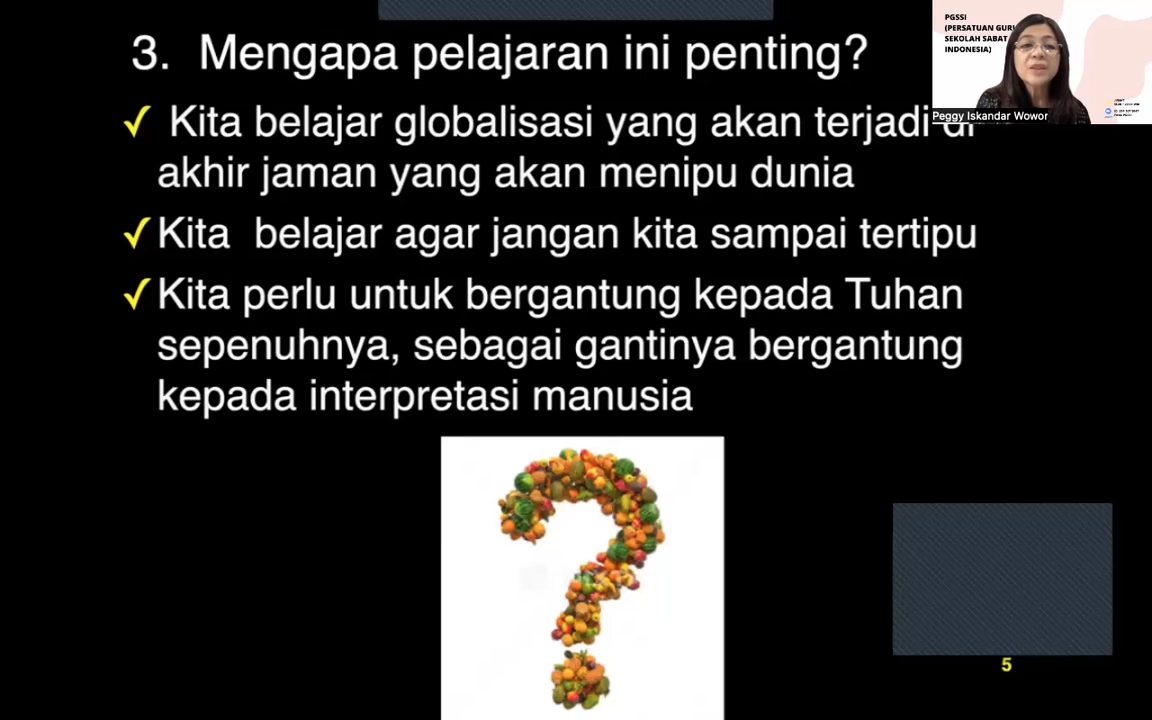 3. Mengapa pelajaran ini penting?
✓ Kita belajar globalisasi yang akan terjadi di
akhir jaman yang akan menipu dunia
✓ Kita belajar agar jangan kita sampai tertipu
✓ Kita perlu untuk bergantung kepada Tuhan
sepenuhnya, sebagai gantinya bergantung
kepada interpretasi manusia
PGSSI
(PERSATUAN GURU
SEKOLAH SABAT
INDONESIA)
Peggy Iskandar Wowor
5